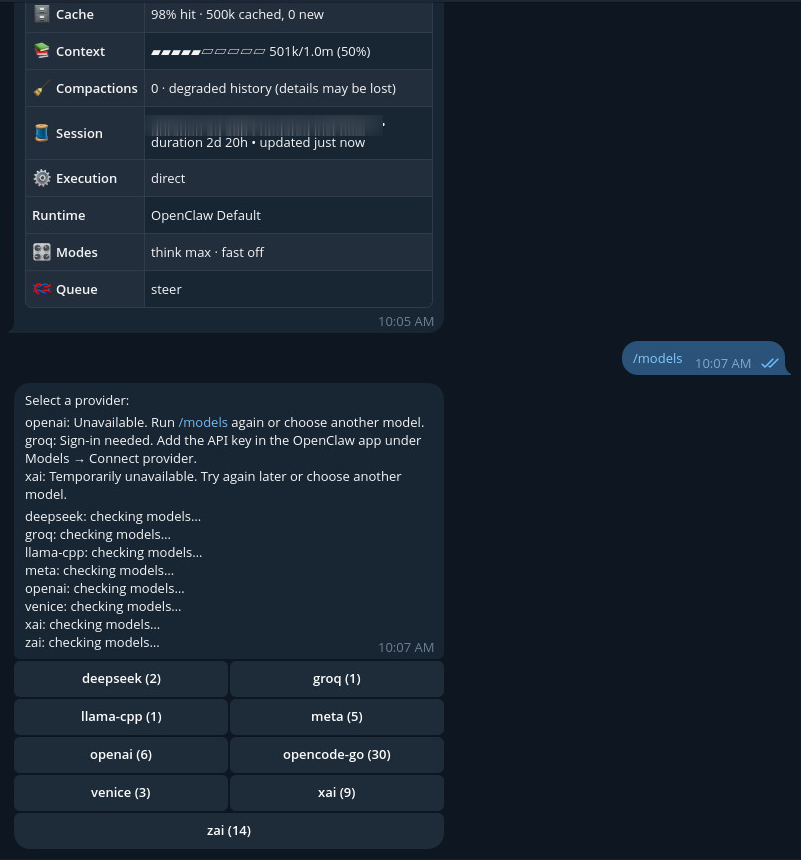 Cache 98% hit · 500k cached, 0 new
Context ▰▰▰▰▰▱▱▱▱▱ 501k/1.0m (50%)
Compactions 0 · degraded history (details may be lost)
Session
duration 2d 20h • updated just now
Execution direct
Runtime OpenClaw Default
Modes think max · fast off
Queue steer
10:05 AM
/models 10:07 AM
Select a provider:
openai: Unavailable. Run /models again or choose another model.
groq: Sign-in needed. Add the API key in the OpenClaw app under
Models → Connect provider.
xai: Temporarily unavailable. Try again later or choose another
model.
deepseek: checking models...
groq: checking models...
llama-cpp: checking models...
meta: checking models...
openai: checking models...
venice: checking models...
xai: checking models...
zai: checking models...
10:07 AM
deepseek (2) groq (1)
llama-cpp (1) meta (5)
openai (6) opencode-go (30)
venice (3) xai (9)
zai (14)